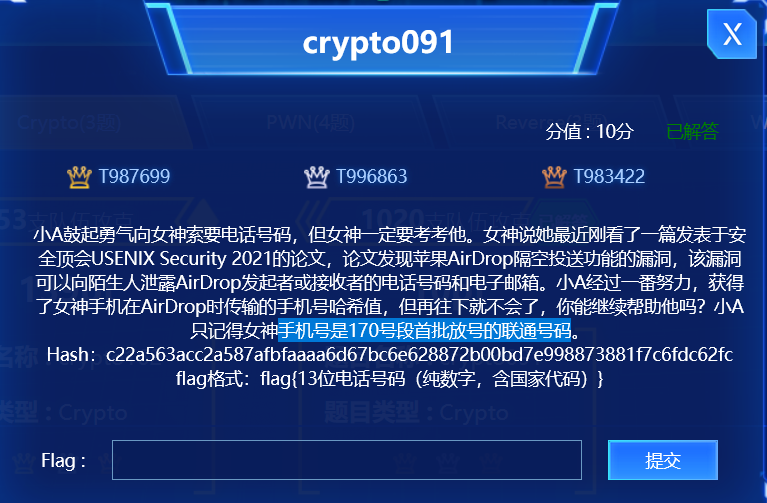 crypto091
X
Crypto(3题)
PWN(4题)
分值 : 10分
已解答
T987699
T996863
T983422
小A鼓起勇气向女神索要电话号码，但女神一定要考考他。女神说她最近刚看了一篇发表于安
全顶会USENIX Security 2021的论文，论文发现苹果AirDrop隔空投送功能的漏洞，该漏洞
可以向陌生人泄露AirDrop发起者或接收者的电话号码和电子邮箱。小A经过一番努力，获得
了女神手机在AirDrop时传输的手机号哈希值，但再往下就不会了，你能继续帮助他吗？小A
只记得女神手机号是170号段首批放号的联通号码。
Hash：c22a563acc2a587afbfaaaa6d67bc6e628872b00bd7e998873881f7c6fdc62fc
flag格式：flag{13位电话号码（纯数字，含国家代码）}
类型 : Crypto
题目类型 : Crypto
Flag :
提交